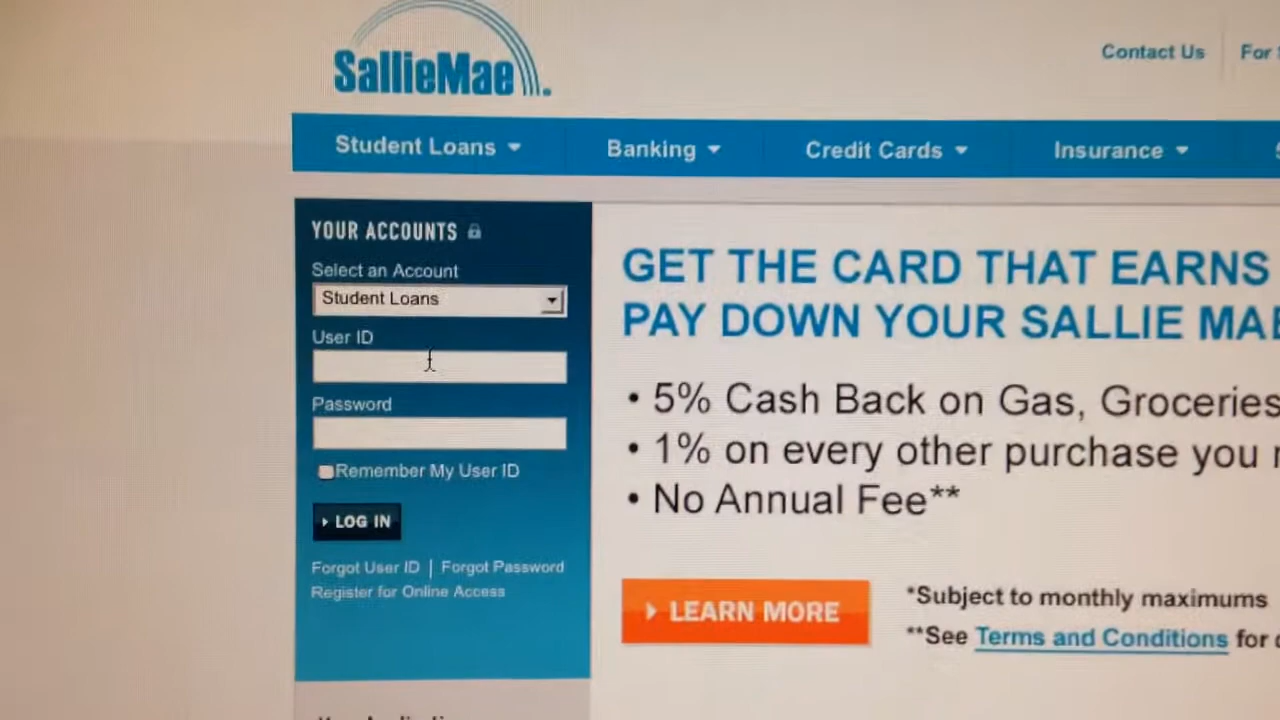 SallieMae
Contact Us
For
Student Loans
Banking
Credit Cards
Insurance
YOUR ACCOUNTS
Select an Account
Student Loans
User ID
Password
Remember My User ID
LOG IN
Forgot User ID | Forgot Password
Register for Online Access
GET THE CARD THAT EARNS
PAY DOWN YOUR SALLIE MAE
• 5% Cash Back on Gas, Groceries
• 1% on every other purchase you
• No Annual Fee**
LEARN MORE
*Subject to monthly maximums
**See Terms and Conditions for